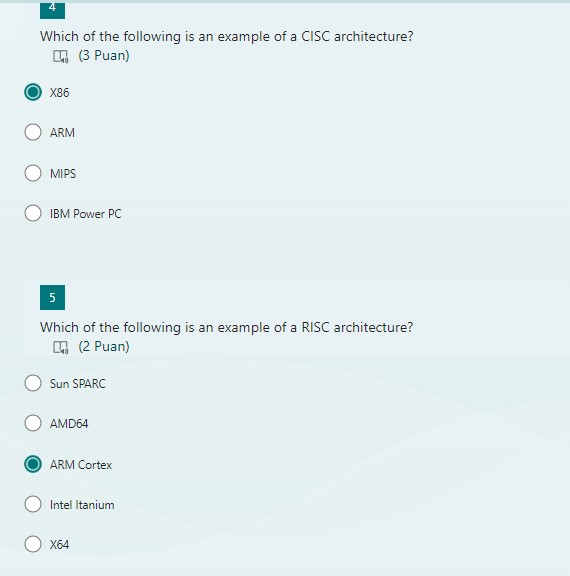 4
Which of the following is an example of a CISC architecture?
(3 Puan)
X86
ARM
MIPS
IBM Power PC
5
Which of the following is an example of a RISC architecture?
(2 Puan)
Sun SPARC
AMD64
ARM Cortex
Intel Itanium
X64